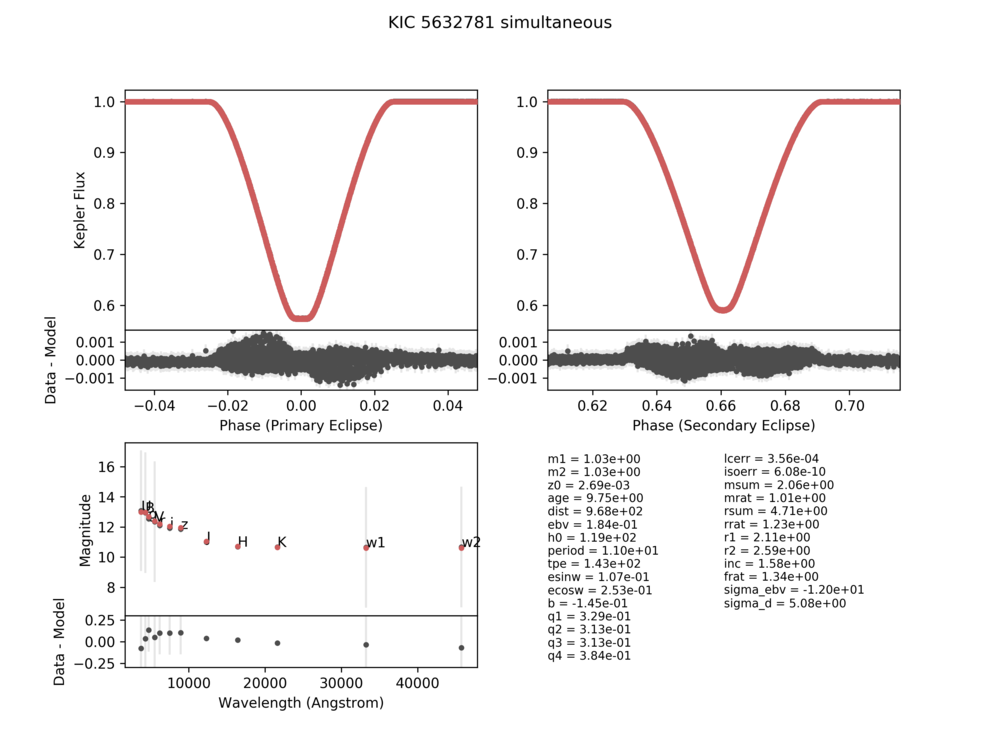 KIC 5632781 simultaneous
1.0
0.9
0.8
0.7
0.6
Kepler Flux
0.001
0.000
−0.001
Data - Model
−0.04 −0.02 0.00 0.02 0.04
Phase (Primary Eclipse)
1.0
0.9
0.8
0.7
0.6
0.001
0.000
−0.001
0.62 0.64 0.66 0.68 0.70
Phase (Secondary Eclipse)
16
14
12
10
8
Magnitude
U
B
V
r
i
z
J
H
K
w1
w2
0.25
0.00
−0.25
Data - Model
10000 20000 30000 40000
Wavelength (Angstrom)
m1 = 1.03e+00
m2 = 1.03e+00
z0 = 2.69e-03
age = 9.75e+00
dist = 9.68e+02
ebv = 1.84e-01
h0 = 1.19e+02
period = 1.10e+01
tpe = 1.43e+02
esinw = 1.07e-01
ecosw = 2.53e-01
b = -1.45e-01
q1 = 3.29e-01
q2 = 3.13e-01
q3 = 3.13e-01
q4 = 3.84e-01
lcerr = 3.56e-04
isoerr = 6.08e-10
msum = 2.06e+00
mrat = 1.01e+00
rsum = 4.71e+00
rrat = 1.23e+00
r1 = 2.11e+00
r2 = 2.59e+00
inc = 1.58e+00
frat = 1.34e+00
sigma_ebv = -1.20e+01
sigma_d = 5.08e+00